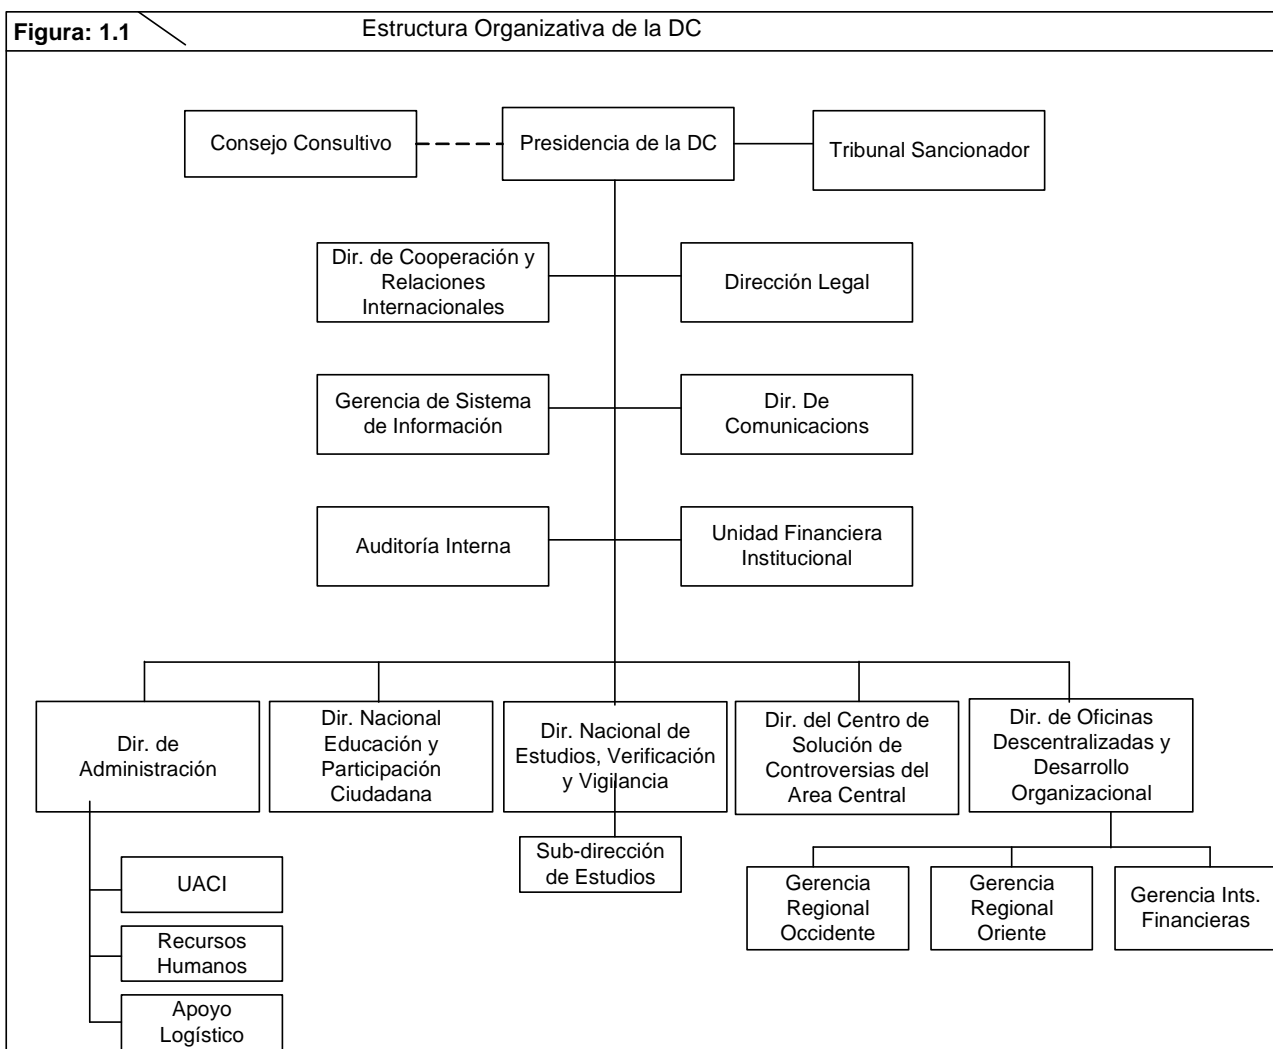 Figura: 1.1
Estructura Organizativa de la DC
Consejo Consultivo
Presidencia de la DC
Tribunal Sancionador
Dir. de Cooperación y
Relaciones
Internacionales
Dirección Legal
Gerencia de Sistema
de Información
Dir. De
Comunicacions
Auditoría Interna
Unidad Financiera
Institucional
Dir. de
Administración
Dir. Nacional
Educación y
Participación
Ciudadana
Dir. Nacional de
Estudios, Verificación
y Vigilancia
Dir. del Centro de
Solución de
Controversias del
Area Central
Dir. de Oficinas
Descentralizadas y
Desarrollo
Organizacional
UACI
Recursos
Humanos
Apoyo
Logístico
Sub-dirección
de Estudios
Gerencia
Regional
Occidente
Gerencia
Regional
Oriente
Gerencia Ints.
Financieras